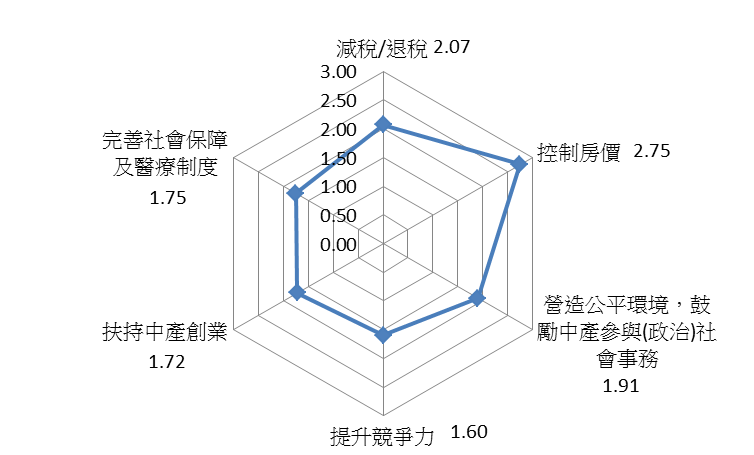 減稅/退稅 2.07
3.00
2.50
2.00
1.50
1.00
0.50
0.00
控制房價 2.75
營造公平環境，鼓
勵中產參與(政治)社
會事務
1.91
提升競爭力 1.60
扶持中產創業
1.72
完善社會保障
及醫療制度
1.75